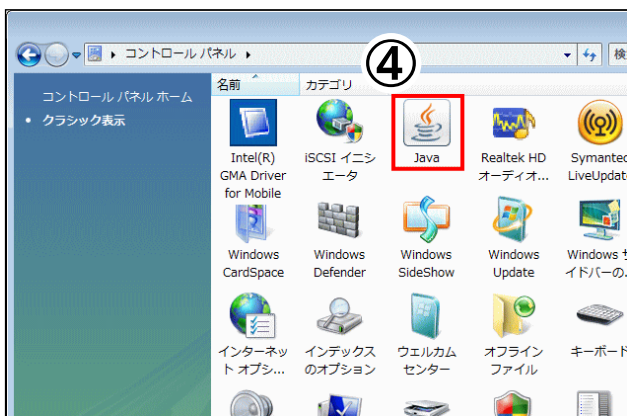 コントロール パネル
検
④
名前 カテゴリ
コントロール パネル ホーム
クラシック表示
Intel(R)
GMA Driver
for Mobile
iSCSI イニシ
エータ
Java
Realtek HD
オーディオ...
Symantec
LiveUpdat
Windows
CardSpace
Windows
Defender
Windows
SideShow
Windows
Update
Windows サ
イドバーの.
インターネッ
ト オプシ...
インデックス
のオプション
ウェルカム
センター
オフライン
ファイル
キーボード